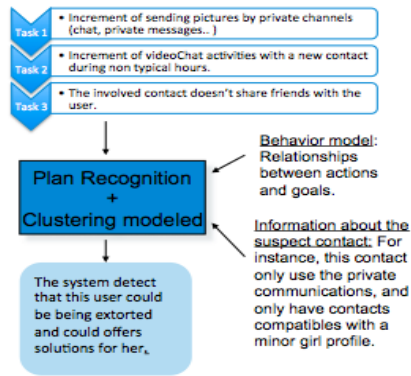 Task 1
• Increment of sending pictures by private channels
(chat, private messages.. )
Task 2
• Increment of videoChat activities with a new contact
during non typical hours.
Task 3
• The involved contact doesn't share friends with the
user.
Behavior model:
Relationships
between actions
and goals.
Plan Recognition
+
Clustering modeled
Information about the
suspect contact: For
instance, this contact
only use the private
communications, and
only have contacts
compatibles with a
minor girl profile.
The system detect
that this user could
be being extorted
and could offers
solutions for her,